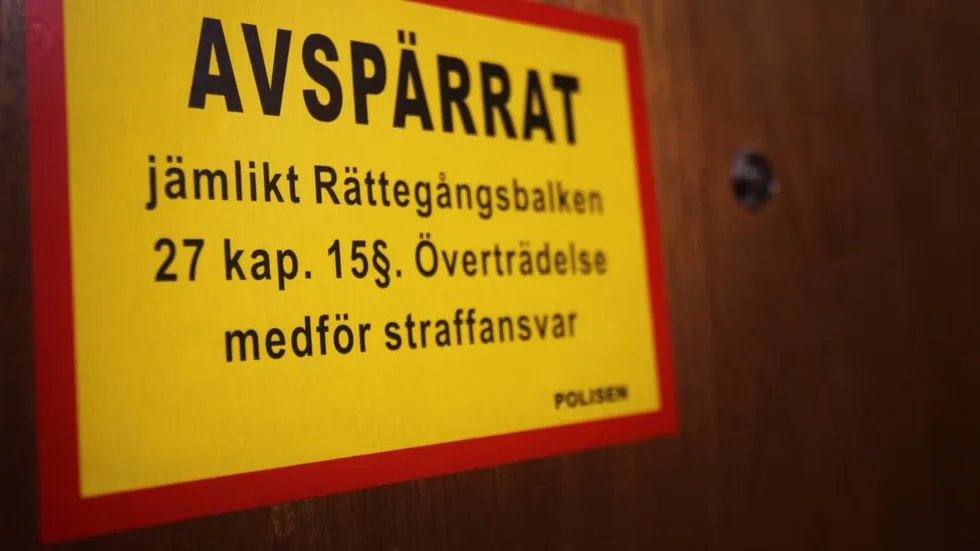 AVSPÄRRAT
jämlikt Rättegångsbalken
27 kap. 15§. Överträdelse
medför straffansvar
POLISEN